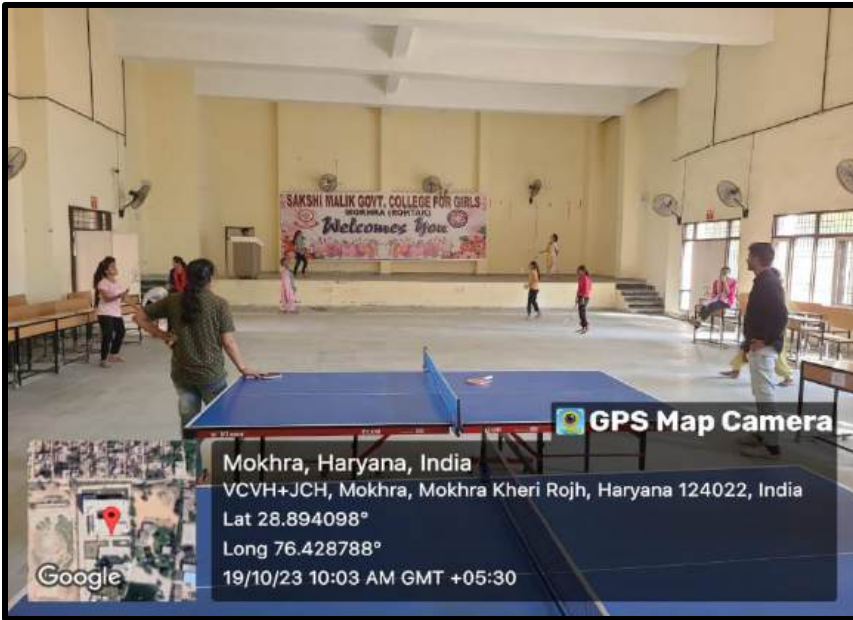 SAKSHI MALIK GOVT. COLLEGE FOR GIRLS
MOKHRA (ROHTAK)
Welcomes You
GPS Map Camera
Mokhra, Haryana, India
VCVH+JCH, Mokhra, Mokhra Kheri Rojh, Haryana 124022, India
Lat 28.894098°
Long 76.428788°
19/10/23 10:03 AM GMT +05:30
Google